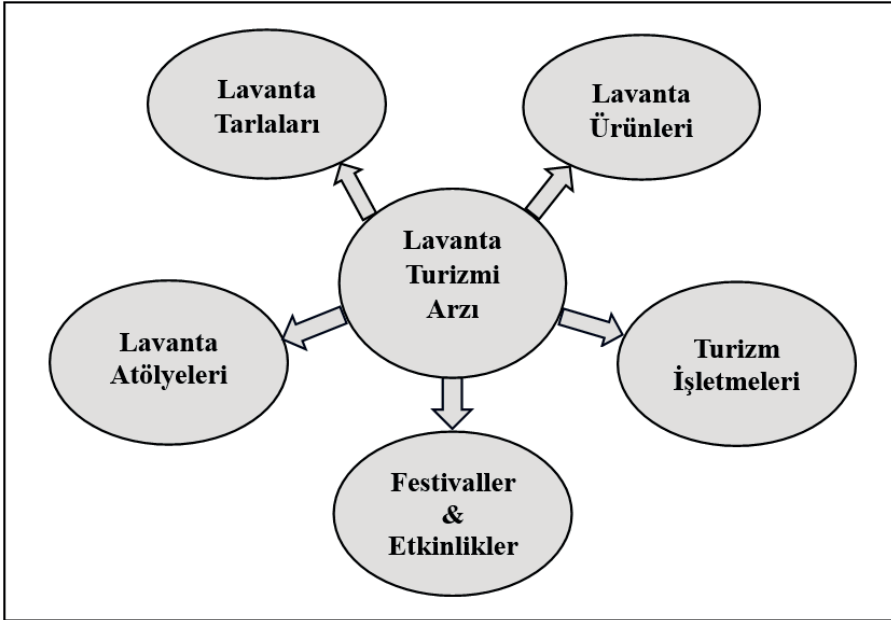 Lavanta
Tarlaları
Lavanta
Ürünleri
Lavanta
Turizmi
Arzı
Lavanta
Atölyeleri
Turizm
İşletmeleri
Festivaller
&
Etkinlikler